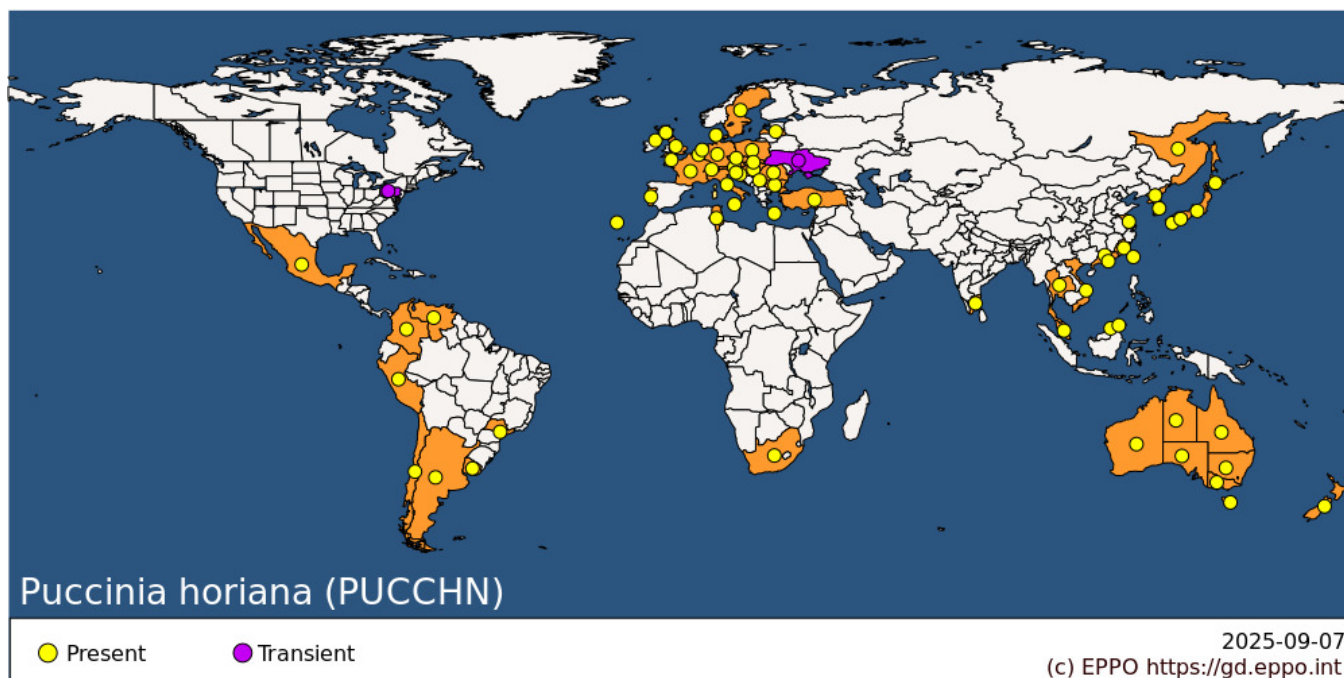 Puccinia horiana (PUCCHN)
Present
Transient
2025-09-07
(c) EPPO https://gd.eppo.int